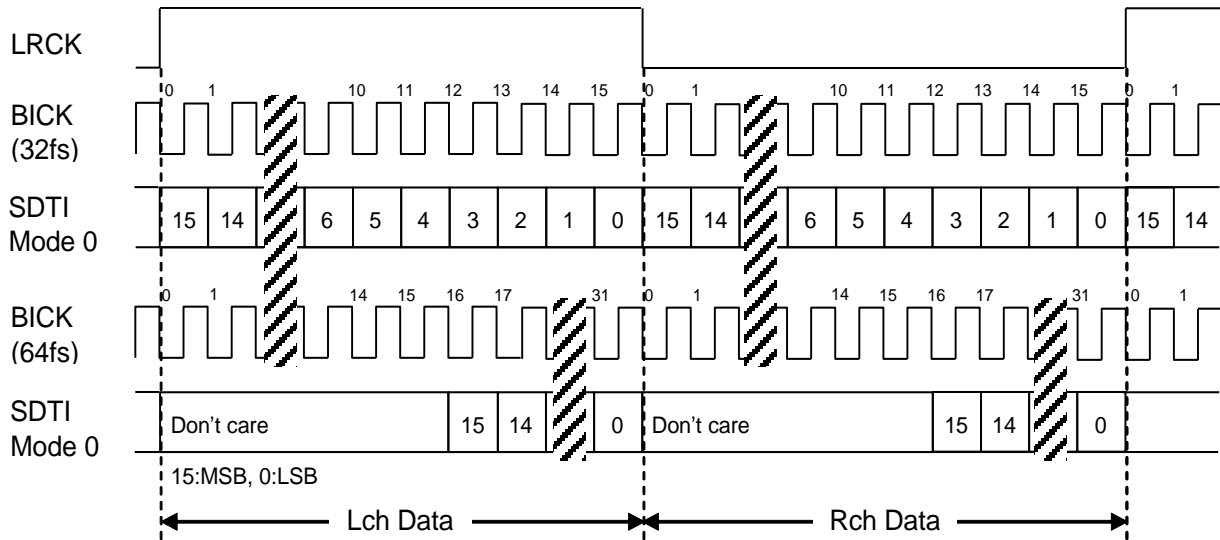 LRCK
0 1 10 11 12 13 14 15 0 1 10 11 12 13 14 15 0 1
BICK
(32fs)
SDTI
Mode 0
15 14 6 5 4 3 2 1 0 15 14 6 5 4 3 2 1 0 15 14
0 1 14 15 16 17 31 0 1 14 15 16 17 31 0 1
BICK
(64fs)
SDTI
Mode 0
Don't care 15 14 0 Don't care 15 14 0
15:MSB, 0:LSB
Lch Data Rch Data